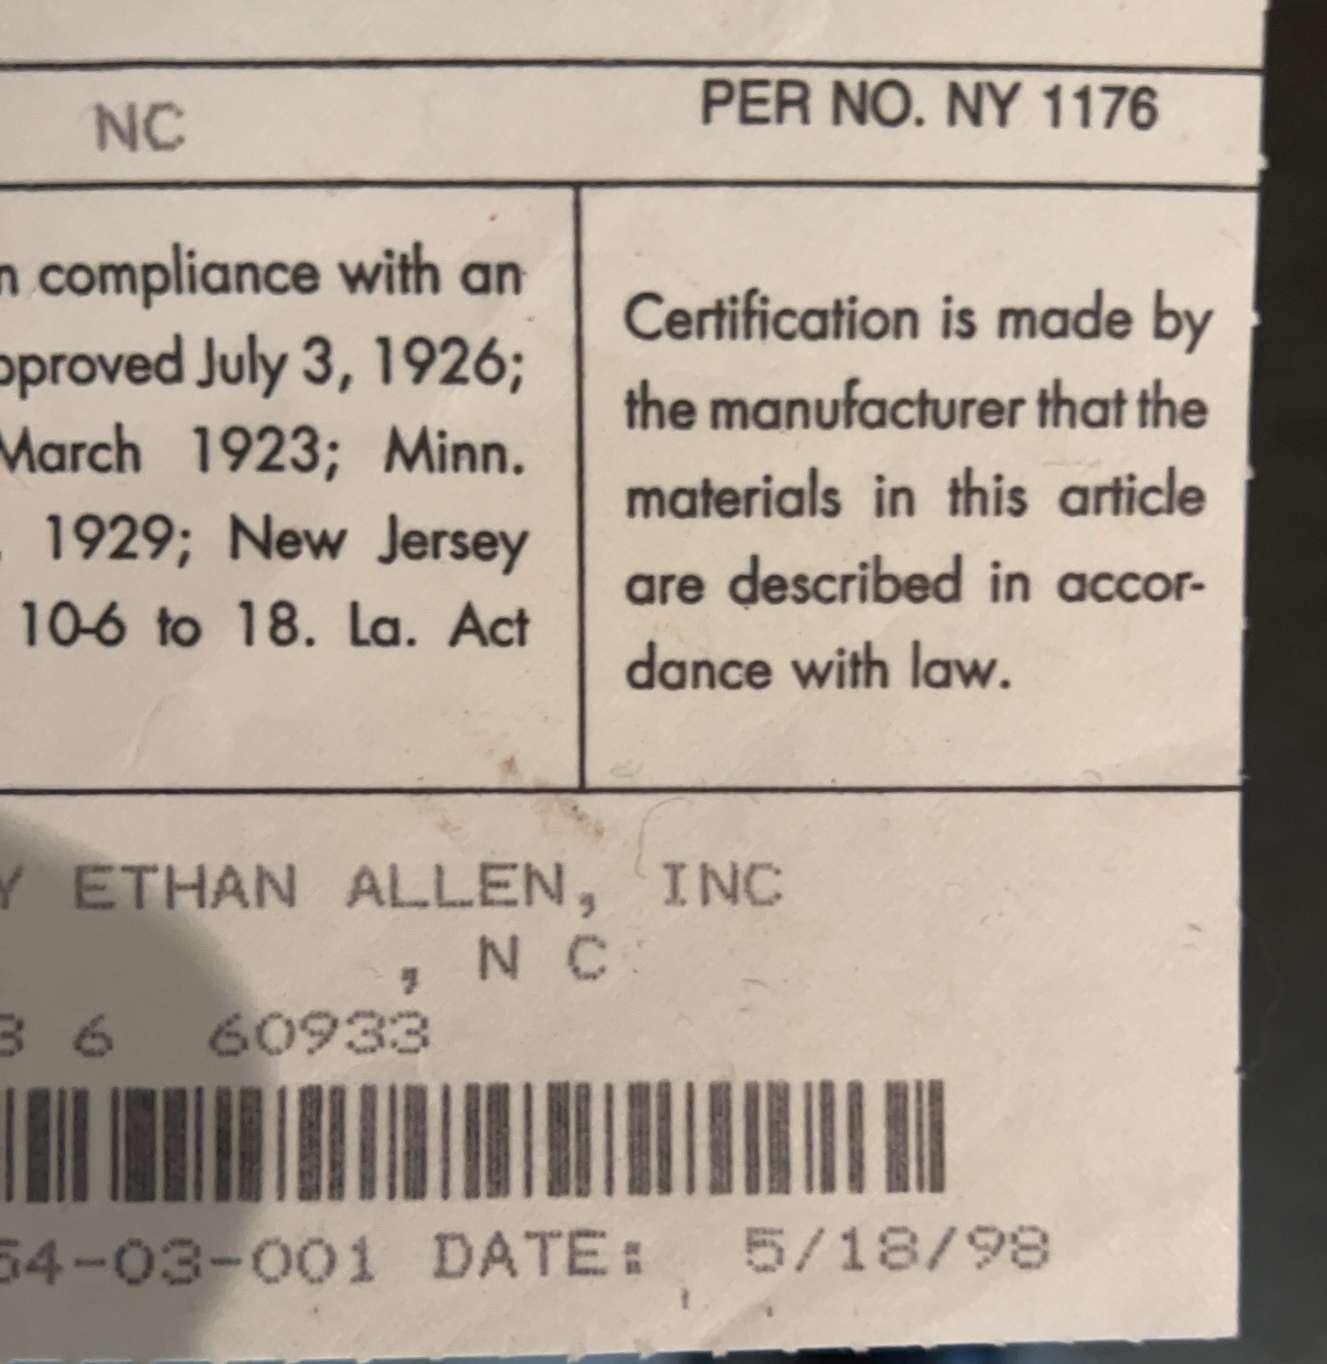 NC PER NO. NY 1176
compliance with an
July 3, 1926;
March 1923; Minn.
1929; New Jersey
10-6 to 18. La. Act
Certification is made by
the manufacturer that the
materials in this article
are described in accor-
dance with law.
ETHAN ALLEN, INC
, N C
6 60933
54-03-001 DATE: 5/18/98